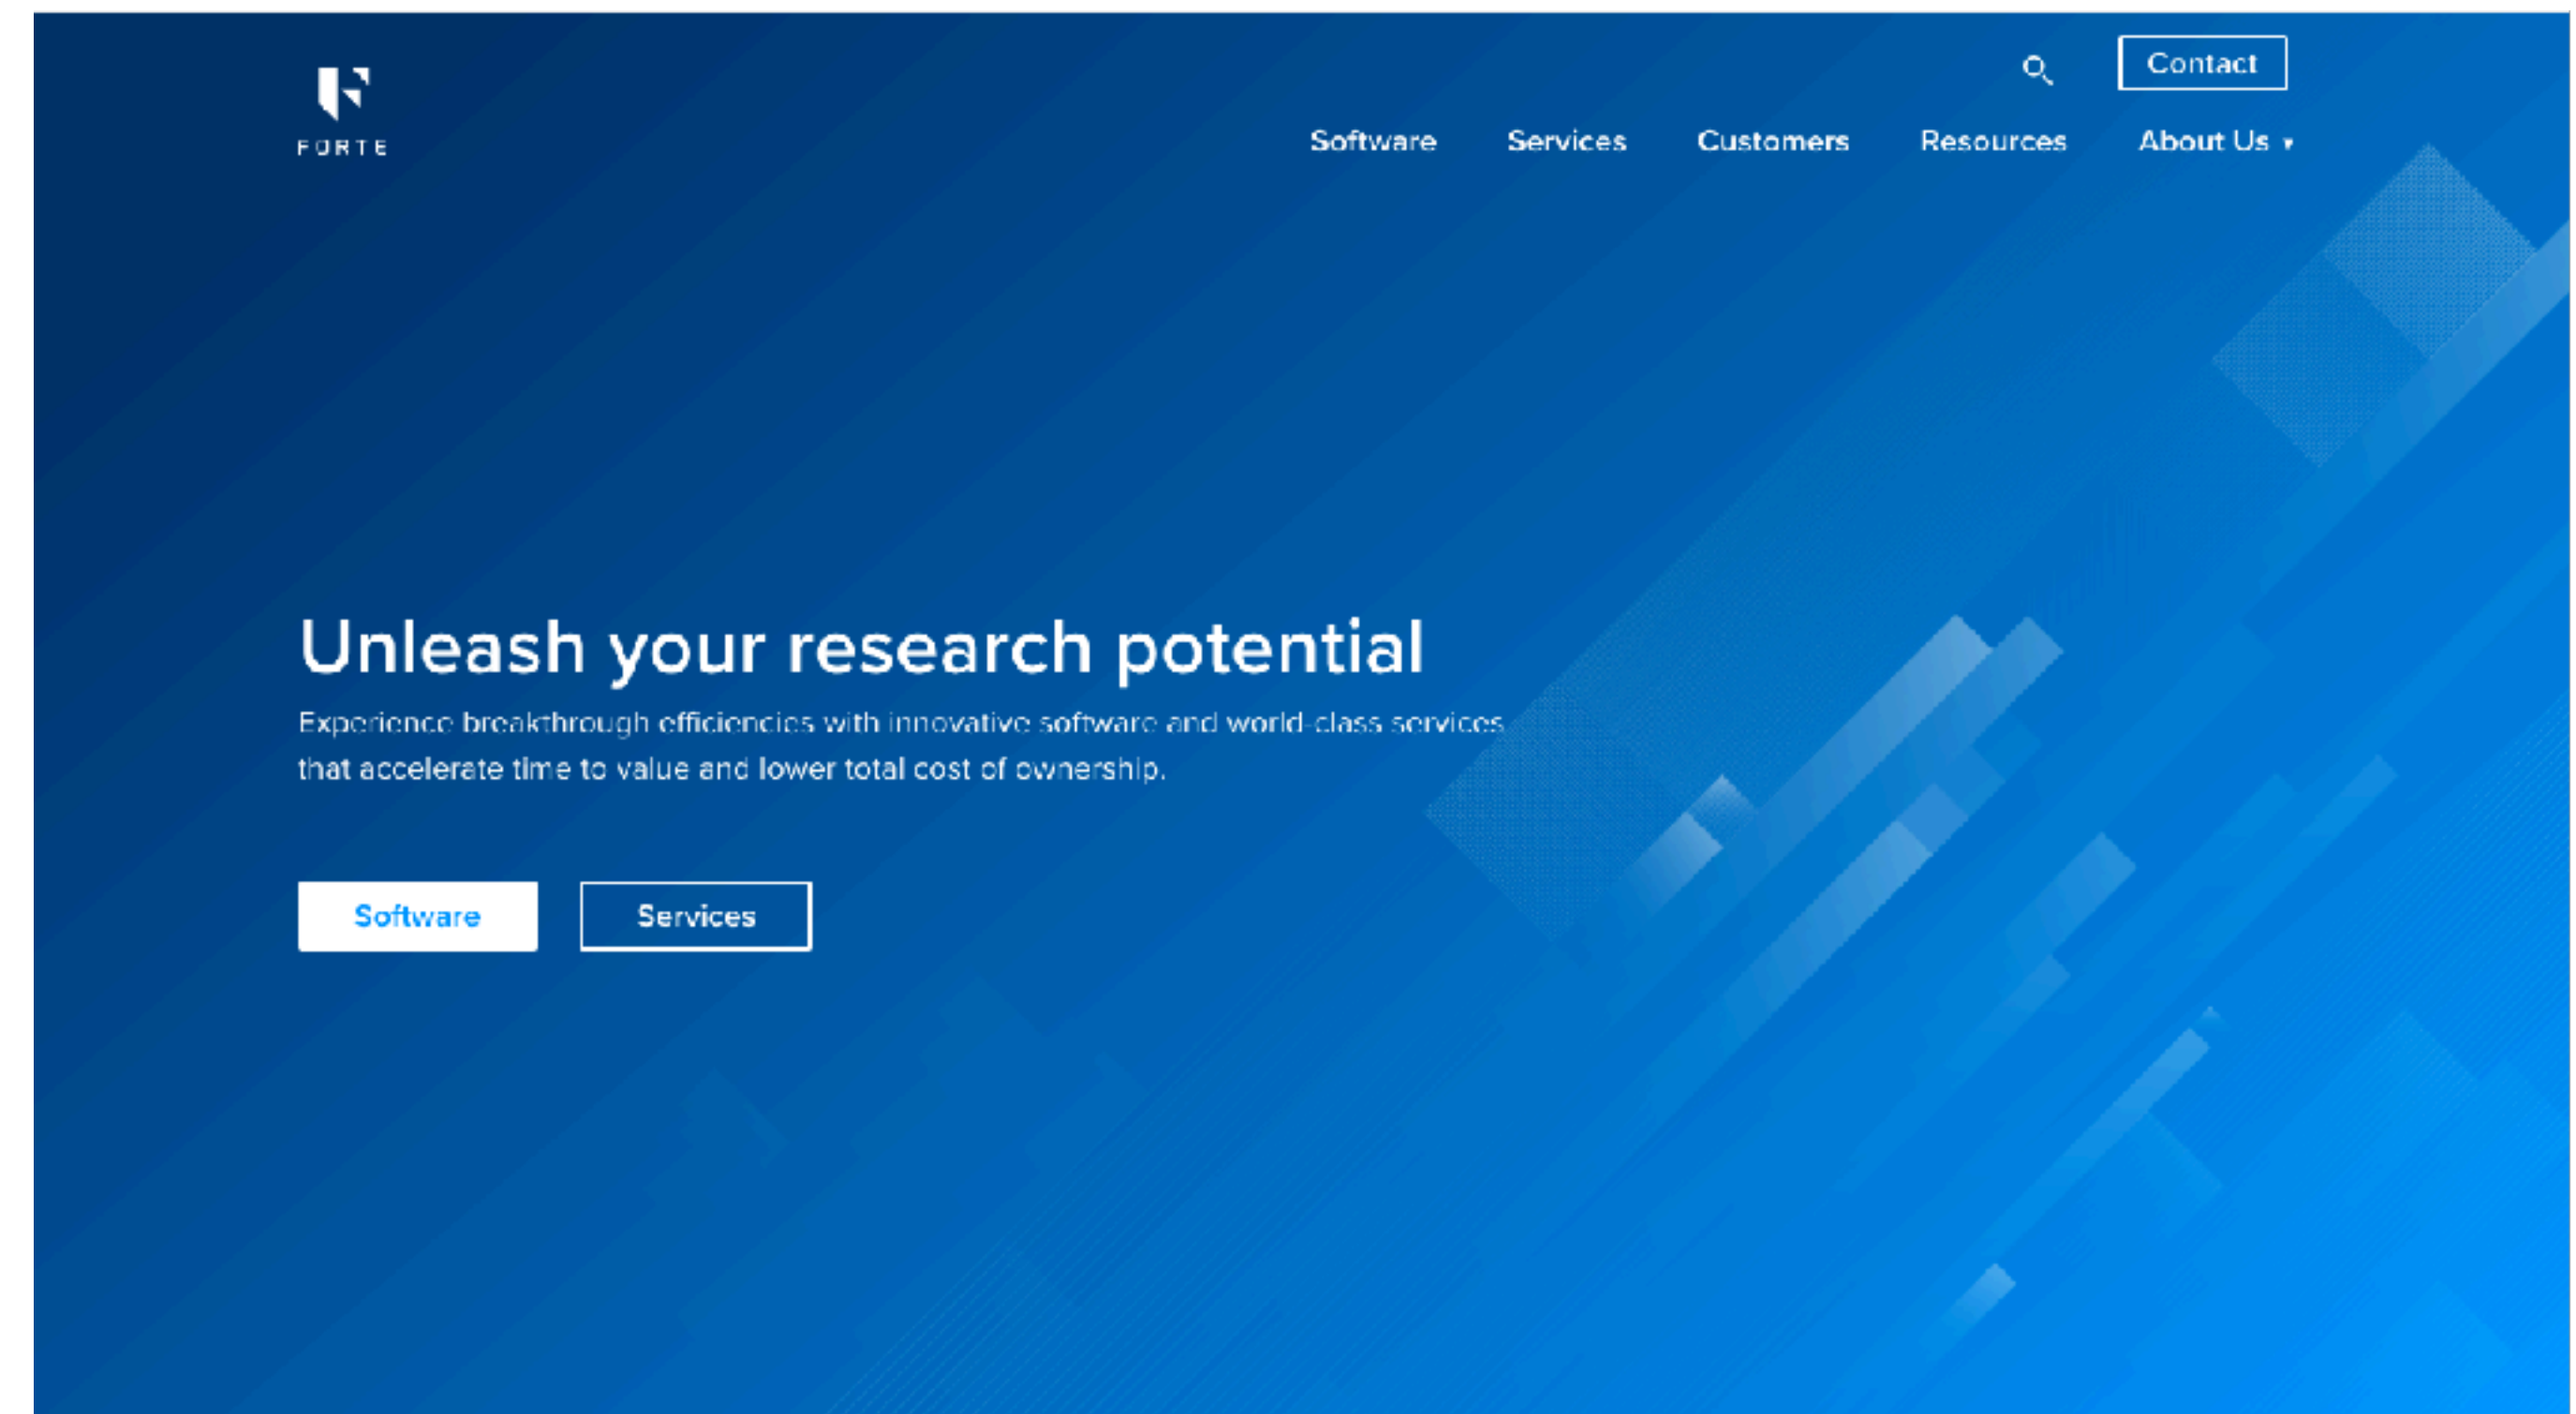 FORTE
Contact
Software Services Customers Resources About Us
Unleash your research potential
Experience breakthrough efficiencies with innovative software and world-class services
that accelerate time to value and lower total cost of ownership.
Software Services